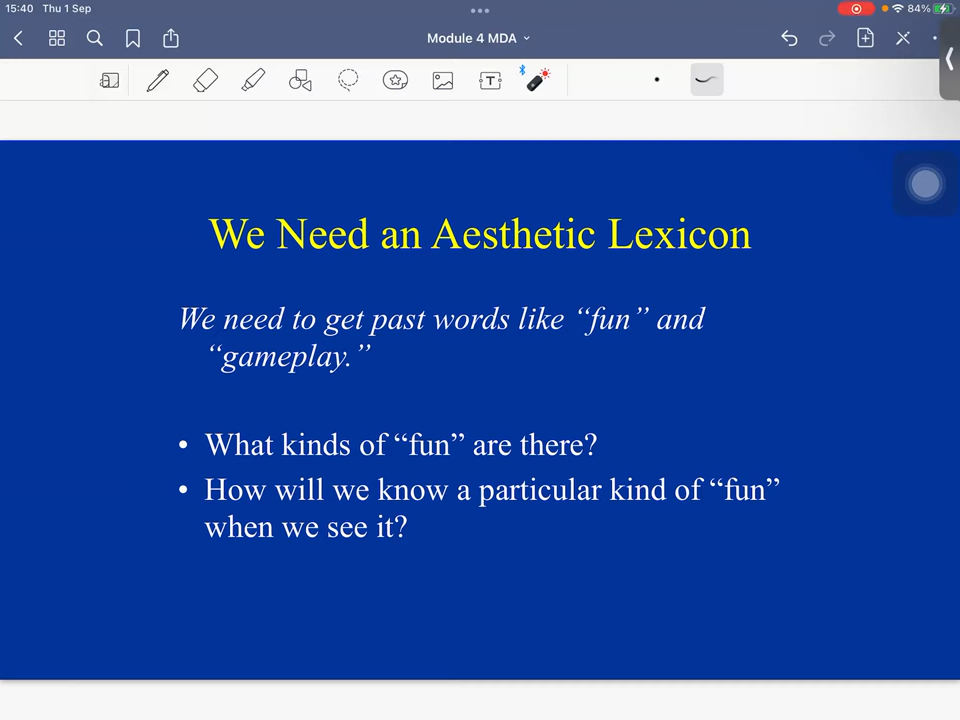 15:40 Thu 1 Sep
84%
Module 4 MDA
T
We Need an Aesthetic Lexicon
We need to get past words like “fun” and
“gameplay.”
• What kinds of “fun” are there?
• How will we know a particular kind of “fun”
when we see it?